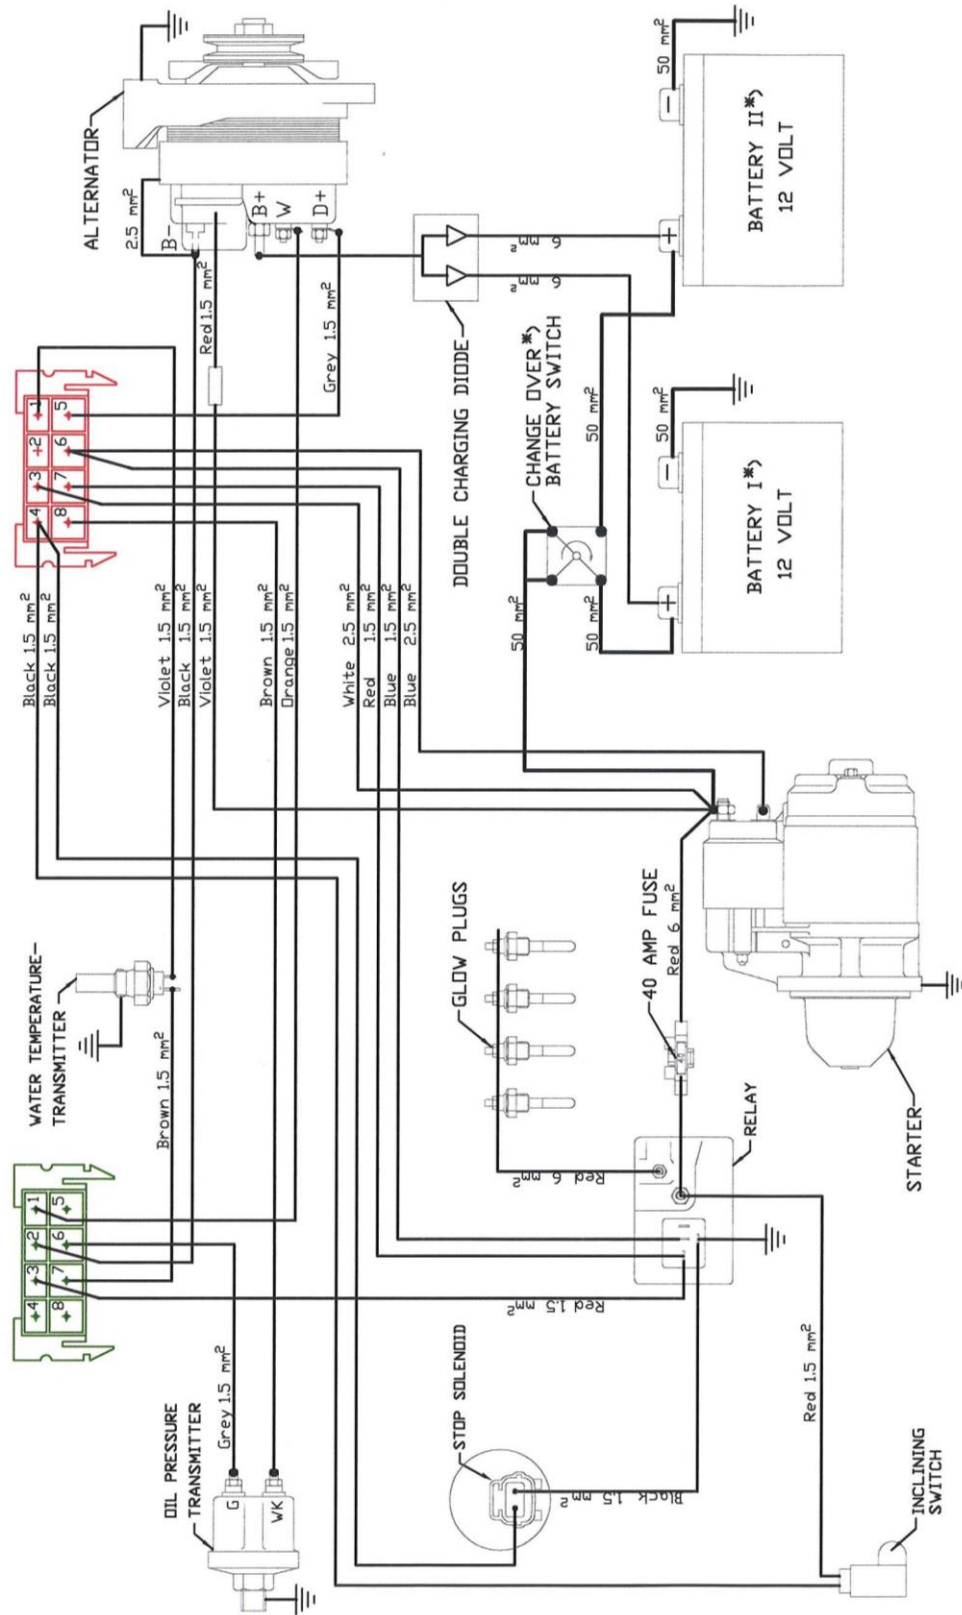 ALTERNATOR
2.5 mm²
B-
B+
W
D+
Red 1.5 mm²
Grey 1.5 mm²
1
2
3
4
5
6
7
8
DOUBLE CHARGING DIODE
6 mm²
6 mm²
CHANGE OVER*)
BATTERY SWITCH
50 mm²
50 mm²
50 mm²
50 mm²
-
+
BATTERY II*)
12 VOLT
50 mm²
-
+
BATTERY I*)
12 VOLT
Black 1.5 mm²
Black 1.5 mm²
Violet 1.5 mm²
Black 1.5 mm²
Violet 1.5 mm²
Brown 1.5 mm²
Orange 1.5 mm²
White 2.5 mm²
Red 1.5 mm²
Blue 1.5 mm²
Blue 2.5 mm²
WATER TEMPERATURE-
TRANSMITTER
Brown 1.5 mm²
GLOW PLUGS
40 AMP FUSE
40
Red 6 mm²
STARTER
RELAY
Red 6 mm²
1
2
3
4
5
6
7
8
Red 1.5 mm²
OIL PRESSURE
TRANSMITTER
Grey 1.5 mm²
G
WK
STOP SOLENOID
Black 1.5 mm²
Red 1.5 mm²
INCLINING
SWITCH